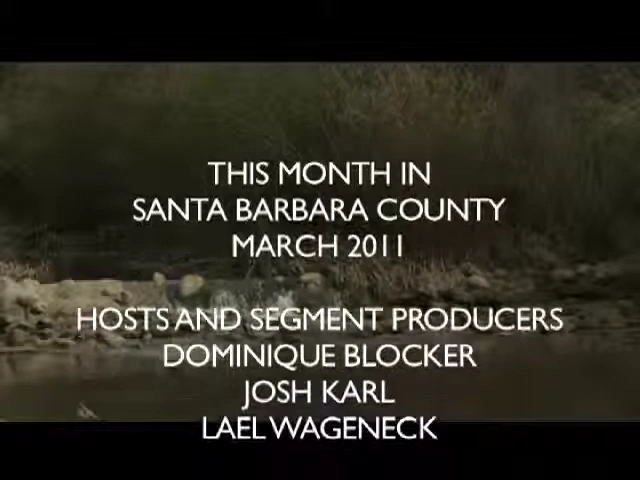 THIS MONTH IN
SANTA BARBARA COUNTY
MARCH 2011
HOSTS AND SEGMENT PRODUCERS
DOMINIQUE BLOCKER
JOSH KARL
LAEL WAGENECK